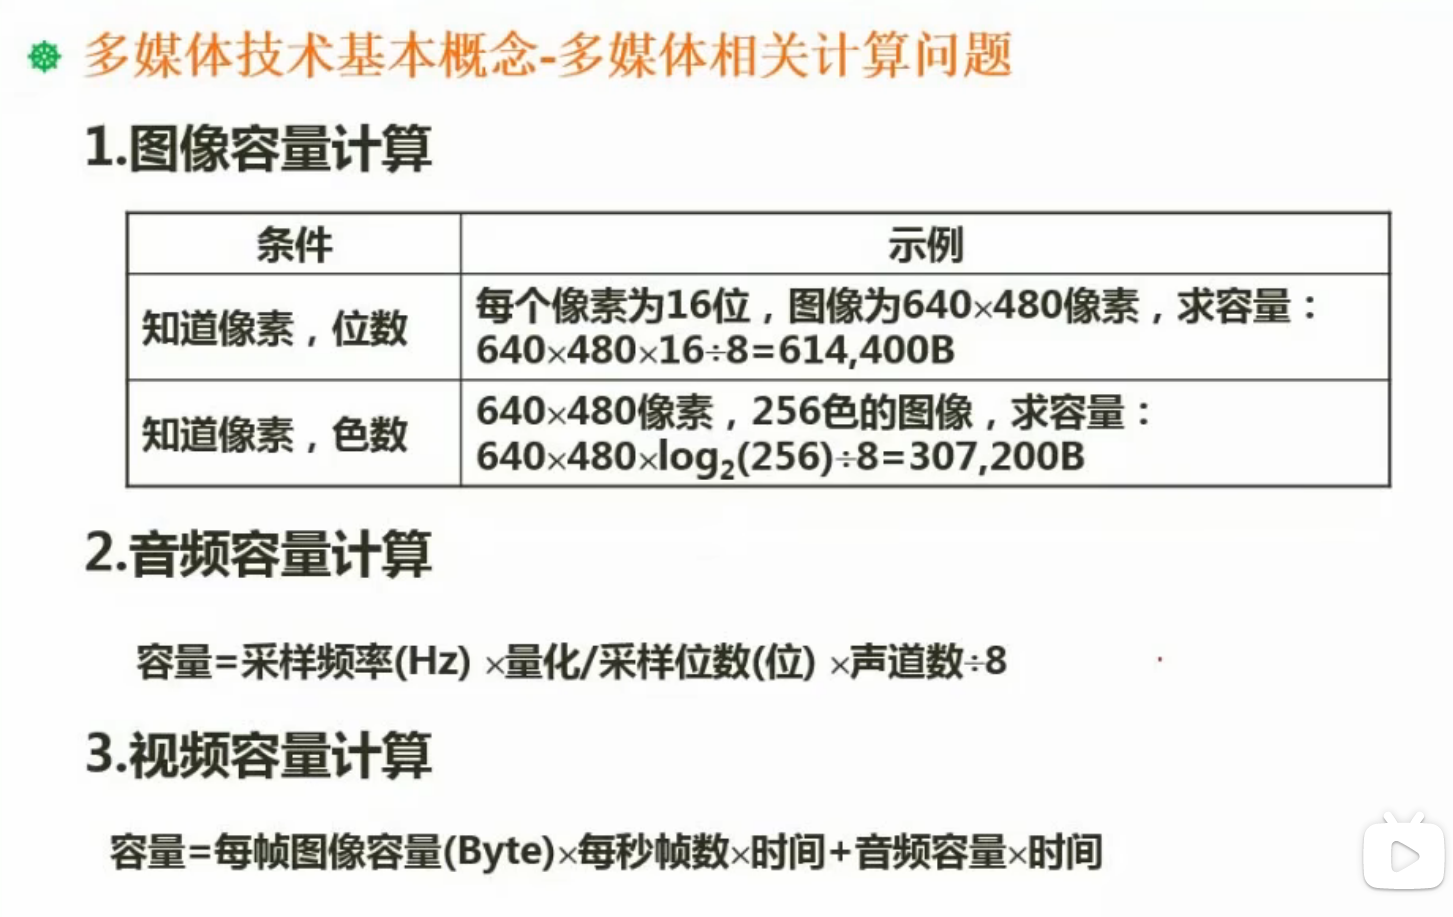 多媒体技术基本概念-多媒体相关计算问题
1.图像容量计算
条件
示例
知道像素，位数
每个像素为16位，图像为640×480像素，求容量：
640×480×16÷8=614,400B
知道像素，色数
640×480像素，256色的图像，求容量：
640×480×log₂(256)÷8=307,200B
2.音频容量计算
容量=采样频率(Hz) ×量化/采样位数(位) ×声道数÷8
3.视频容量计算
容量=每帧图像容量(Byte)×每秒帧数×时间+音频容量×时间